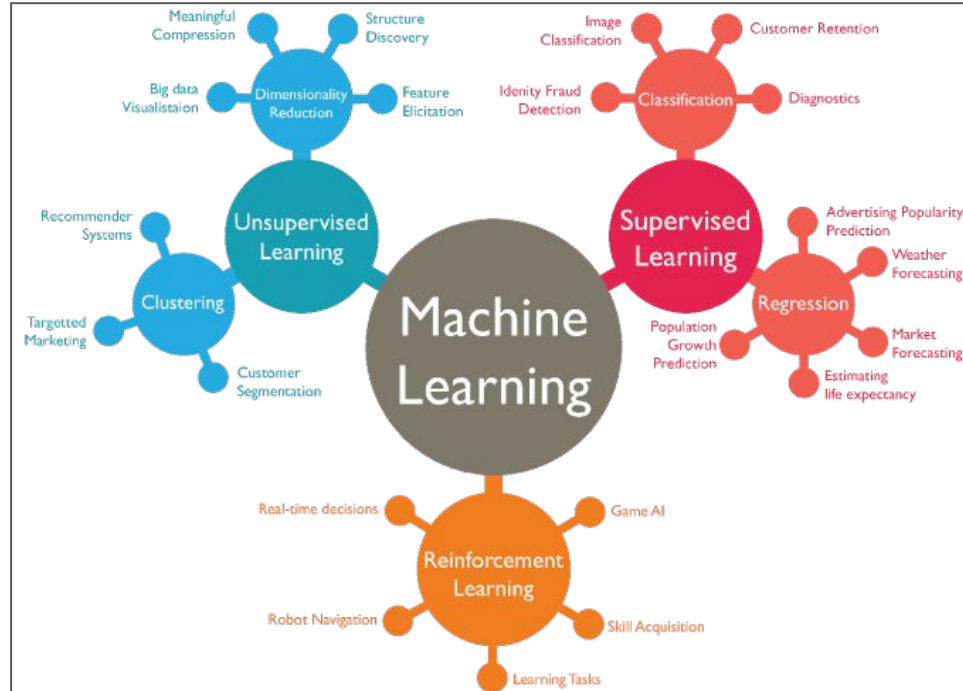 Meaningful
Compression
Structure
Discovery
Big data
Visualistaion
Dimensionality
Reduction
Feature
Elicitation
Image
Classification
Customer Retention
Idenity Fraud
Detection
Classification
Diagnostics
Recommender
Systems
Unsupervised
Learning
Clustering
Targetted
Marketing
Customer
Segmentation
Machine
Learning
Supervised
Learning
Advertising Popularity
Prediction
Weather
Forecasting
Regression
Population
Growth
Prediction
Market
Forecasting
Estimating
life expectancy
Real-time decisions
Game AI
Reinforcement
Learning
Robot Navigation
Skill Acquisition
Learning Tasks